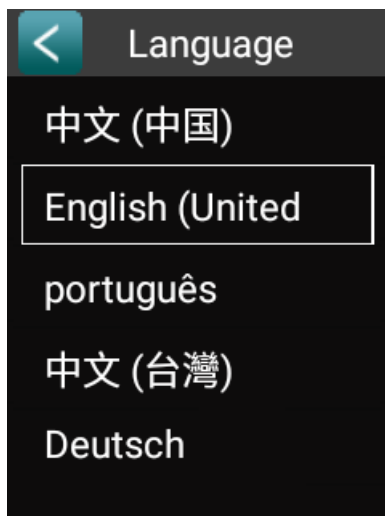 Language
中文 (中国)
English (United
português
中文 (台灣)
Deutsch